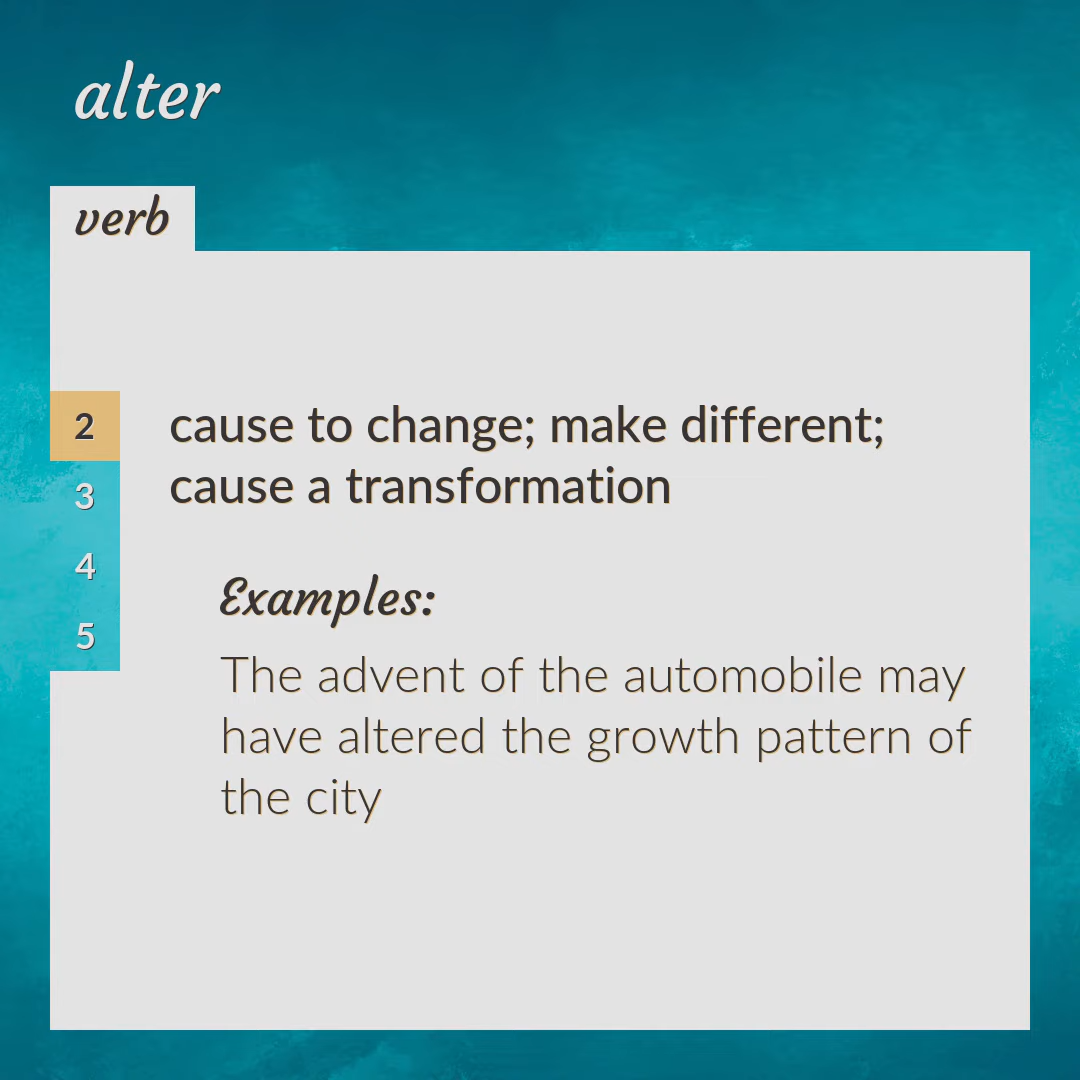 alter
verb
2
cause to change; make different;
cause a transformation
3
4
5
Examples:
The advent of the automobile may
have altered the growth pattern of
the city